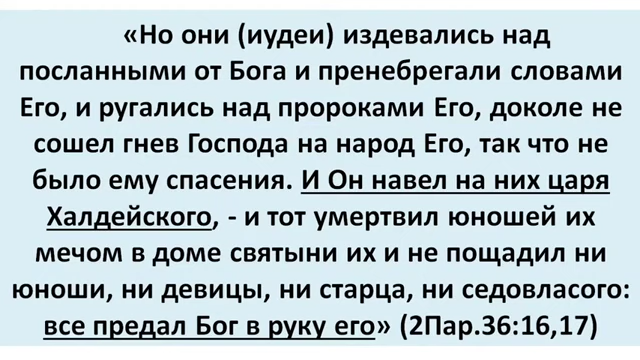 «Но они (иудеи) издевались над
посланными от Бога и пренебрегали словами
Его, и ругались над пророками Его, доколе не
сошел гнев Господа на народ Его, так что не
было ему спасения. И Он навел на них царя
Халдейского, - и тот умертвил юношей их
мечом в доме святыни их и не пощадил ни
юноши, ни девицы, ни старца, ни седовласого:
все предал Бог в руку его» (2Пар.36:16,17)